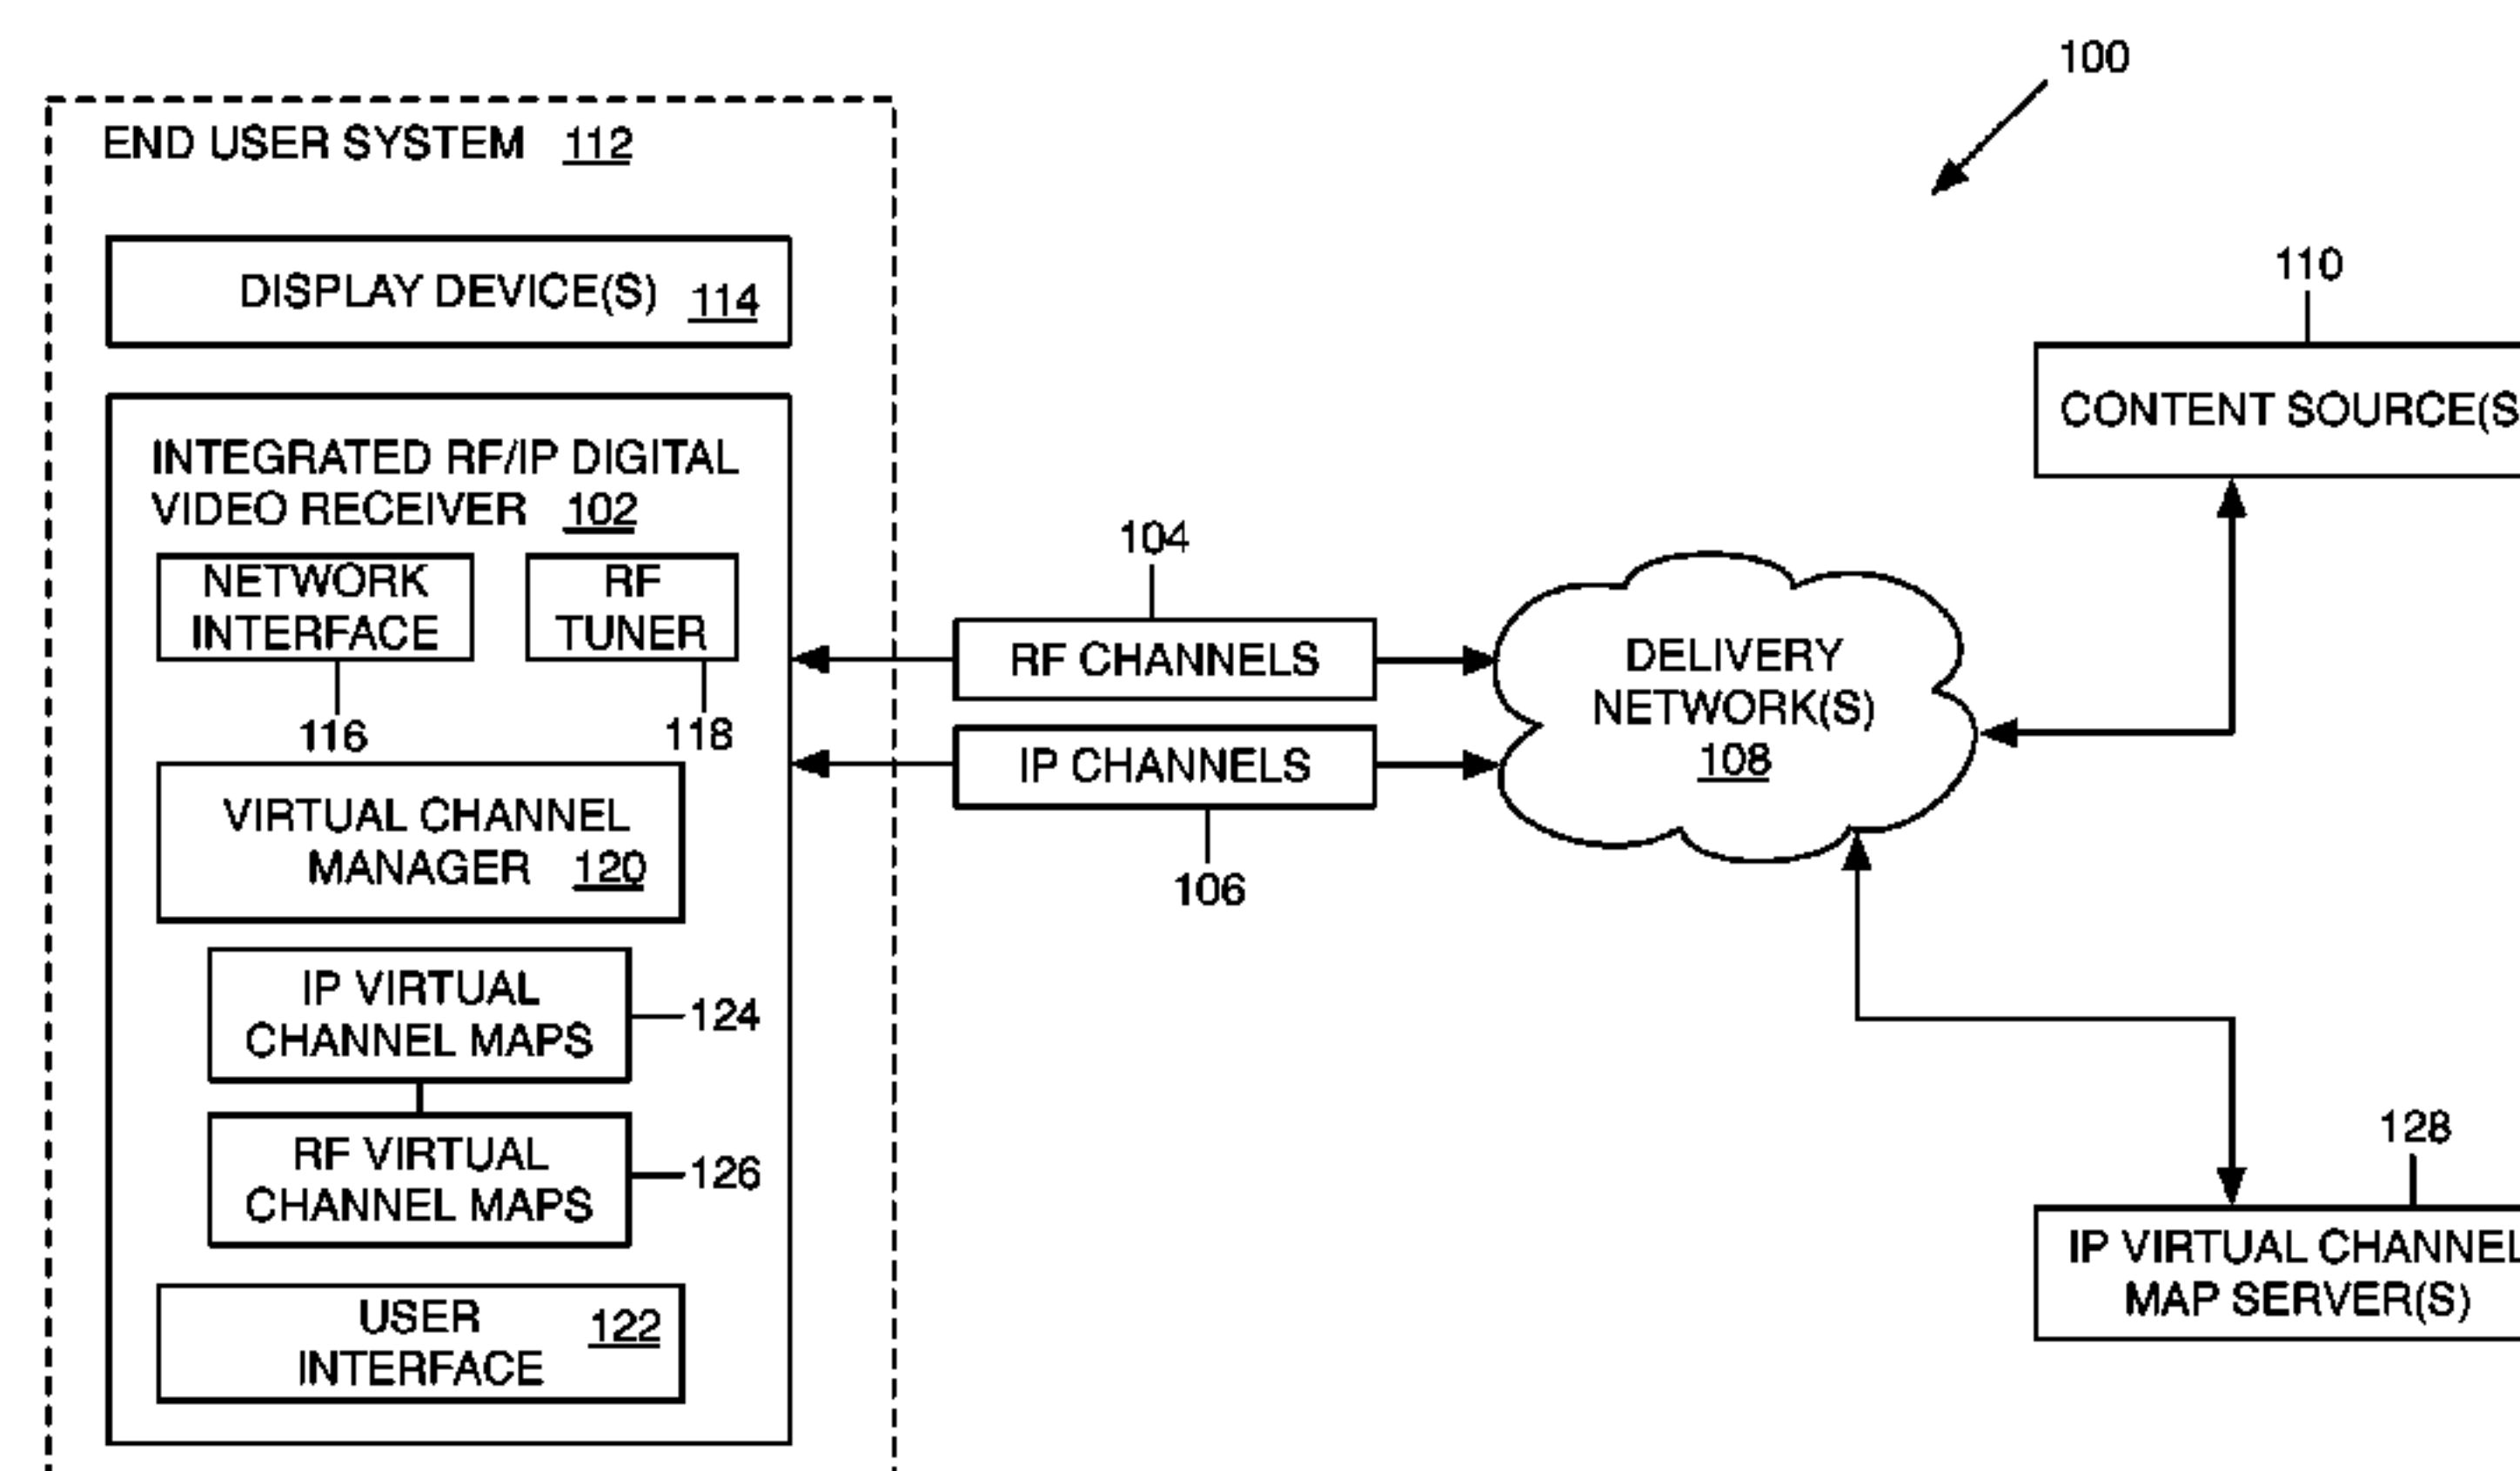 100
END USER SYSTEM 112
DISPLAY DEVICE(S) 114
INTEGRATED RF/IP DIGITAL
VIDEO RECEIVER 102
NETWORK
INTERFACE
116
RF
TUNER
118
VIRTUAL CHANNEL
MANAGER 120
IP VIRTUAL
CHANNEL MAPS
124
RF VIRTUAL
CHANNEL MAPS
126
USER
INTERFACE
122
104
RF CHANNELS
IP CHANNELS
106
DELIVERY
NETWORK(S)
108
110
CONTENT SOURCE(S
128
IP VIRTUAL CHANNEL
MAP SERVER(S)